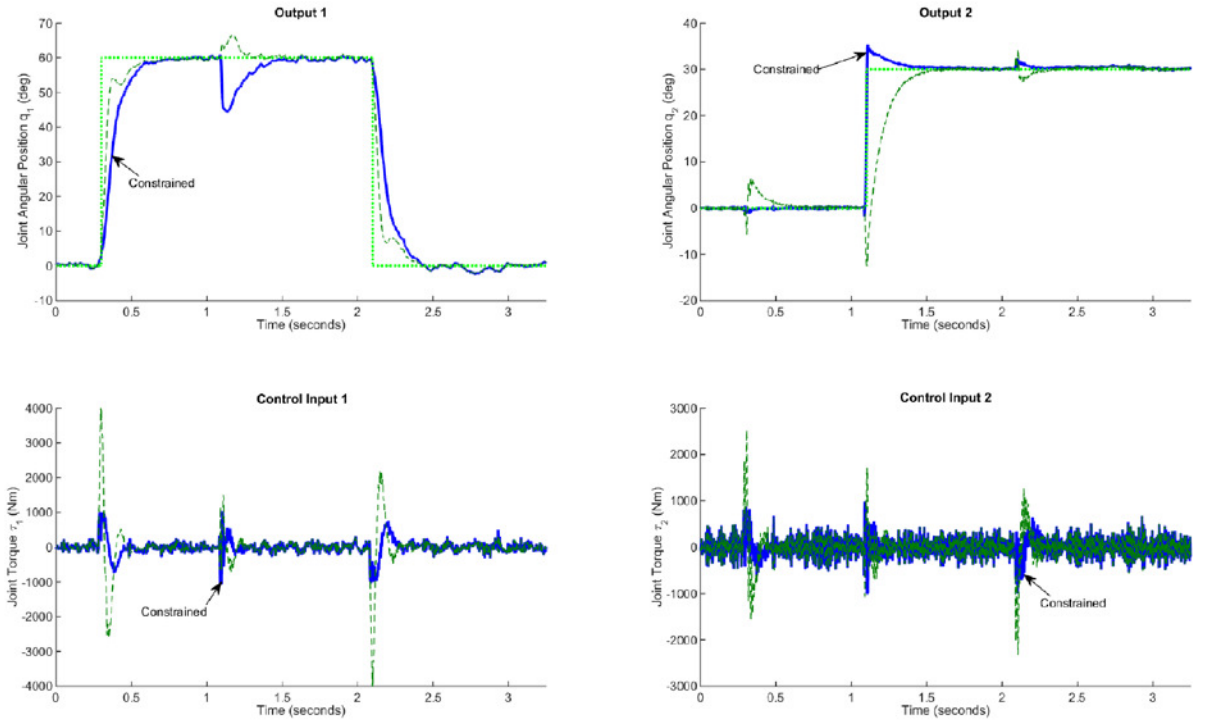 Output 1
70
60
50
40
30
20
10
0
-10
Joint Angular Position q_1 (deg)
Constrained
0 0.5 1 1.5 2 2.5 3
Time (seconds)
Output 2
40
30
20
10
0
-10
-20
Joint Angular Position q_2 (deg)
Constrained
0 0.5 1 1.5 2 2.5 3
Time (seconds)
Control Input 1
4000
3000
2000
1000
0
-1000
-2000
-3000
-4000
Joint Torque τ_1 (Nm)
Constrained
0 0.5 1 1.5 2 2.5 3
Time (seconds)
Control Input 2
3000
2000
1000
0
-1000
-2000
-3000
Joint Torque τ_2 (Nm)
Constrained
0 0.5 1 1.5 2 2.5 3
Time (seconds)